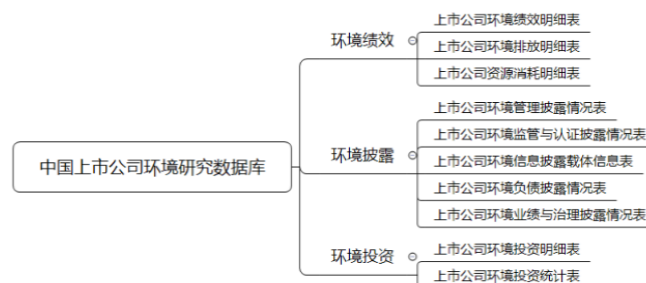 中国上市公司环境研究数据库
环境绩效
上市公司环境绩效明细表
上市公司环境排放明细表
上市公司资源消耗明细表
环境披露
上市公司环境管理披露情况表
上市公司环境监管与认证披露情况表
上市公司环境信息披露载体信息表
上市公司环境负债披露情况表
上市公司环境业绩与治理披露情况表
环境投资
上市公司环境投资明细表
上市公司环境投资统计表